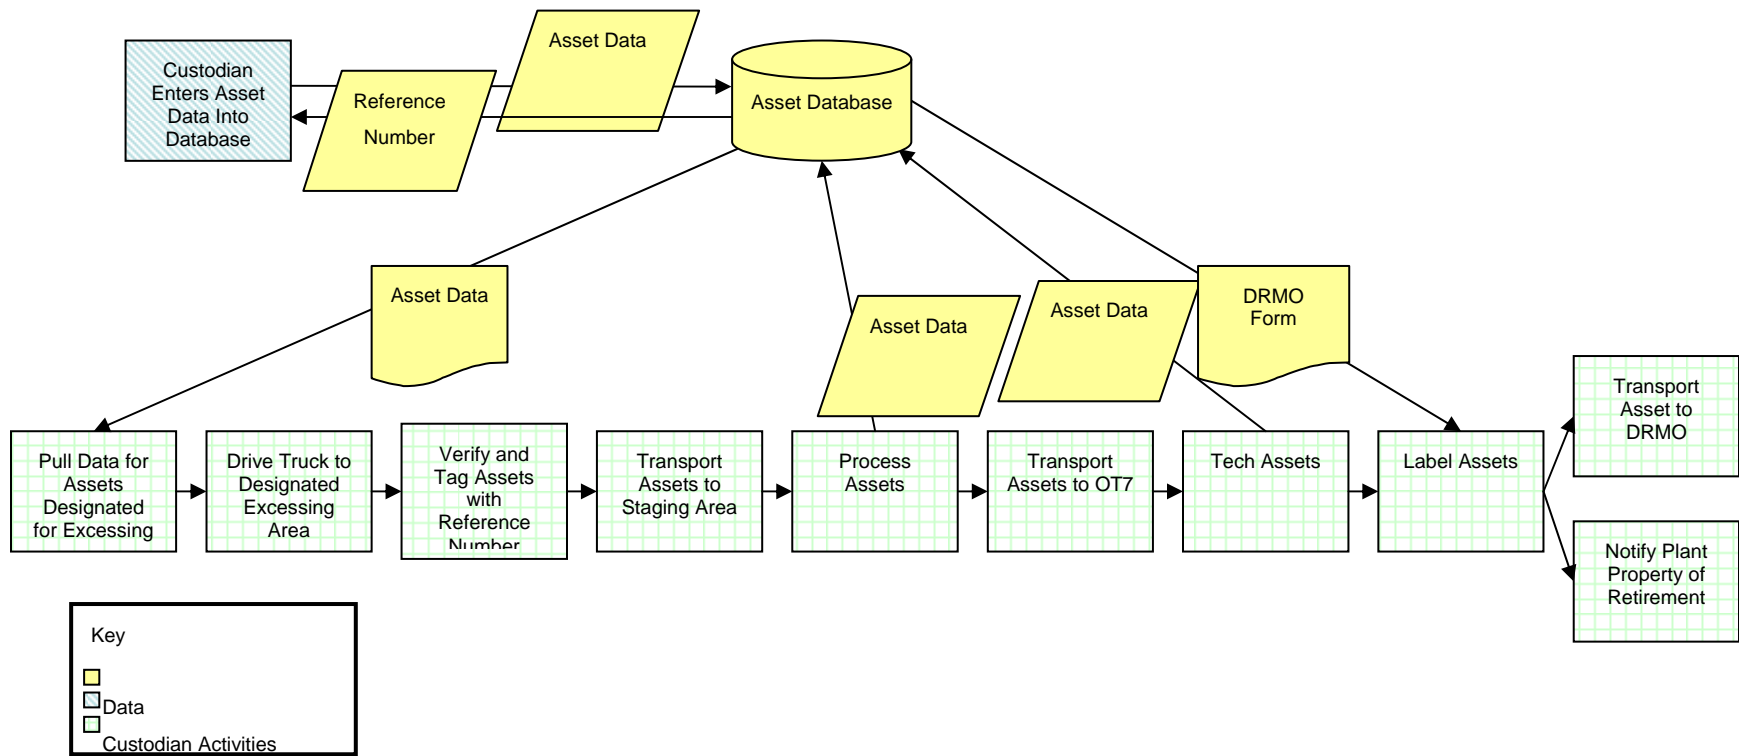 Asset Data
Custodian
Enters Asset
Data Into
Database
Reference
Number
Asset Database
Asset Data
Asset Data
Asset Data
DRMO
Form
Pull Data for
Assets
Designated
for Excessing
Drive Truck to
Designated
Excessing
Area
Verify and
Tag Assets
with
Reference
Number
Transport
Assets to
Staging Area
Process
Assets
Transport
Assets to OT7
Tech Assets
Label Assets
Transport
Asset to
DRMO
Notify Plant
Property of
Retirement
Key
Data
Custodian Activities